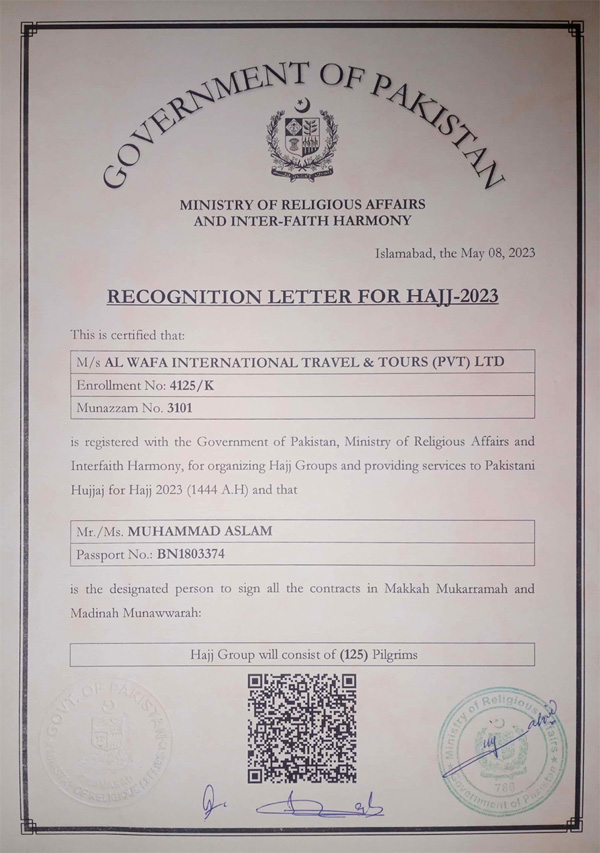 GOVERNMENT OF PAKISTAN
MINISTRY OF RELIGIOUS AFFAIRS
AND INTER-FAITH HARMONY
Islamabad, the May 08, 2023
RECOGNITION LETTER FOR HAJJ-2023
This is certified that:
M/s AL WAFA INTERNATIONAL TRAVEL & TOURS (PVT) LTD
Enrollment No: 4125/K
Munazzam No. 3101
is registered with the Government of Pakistan, Ministry of Religious Affairs and
Interfaith Harmony, for organizing Hajj Groups and providing services to Pakistani
Hujjaj for Hajj 2023 (1444 A.H) and that
Mr./Ms. MUHAMMAD ASLAM
Passport No.: BN1803374
is the designated person to sign all the contracts in Makkah Mukarramah and
Madinah Munawwarah:
Hajj Group will consist of (125) Pilgrims
GOVT. OF PAKISTAN
MINISTRY OF RELIGIOUS AFFAIRS
Ministry of Religious Affairs
Government of Pakistan